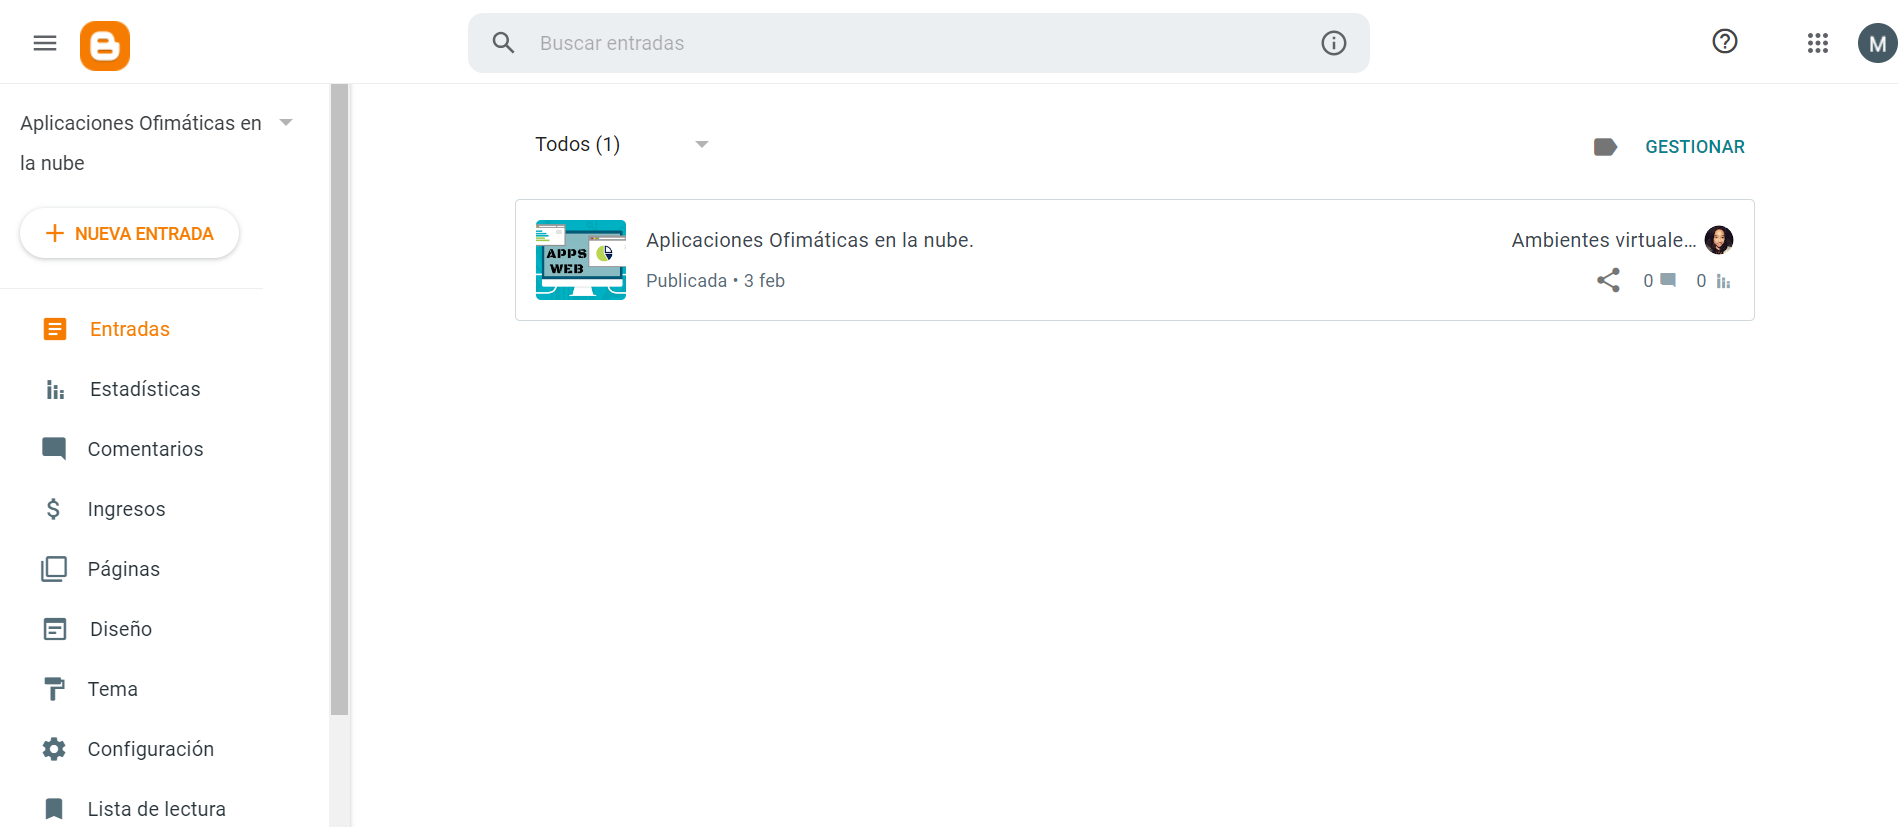 Buscar entradas
M
Aplicaciones Ofimáticas en
la nube
NUEVA ENTRADA
Entradas
Estadísticas
Comentarios
Ingresos
Páginas
Diseño
Tema
Configuración
Lista de lectura
Todos (1)
GESTIONAR
APPS
WEB
Aplicaciones Ofimáticas en la nube.
Ambientes virtuale...
Publicada • 3 feb
0 0